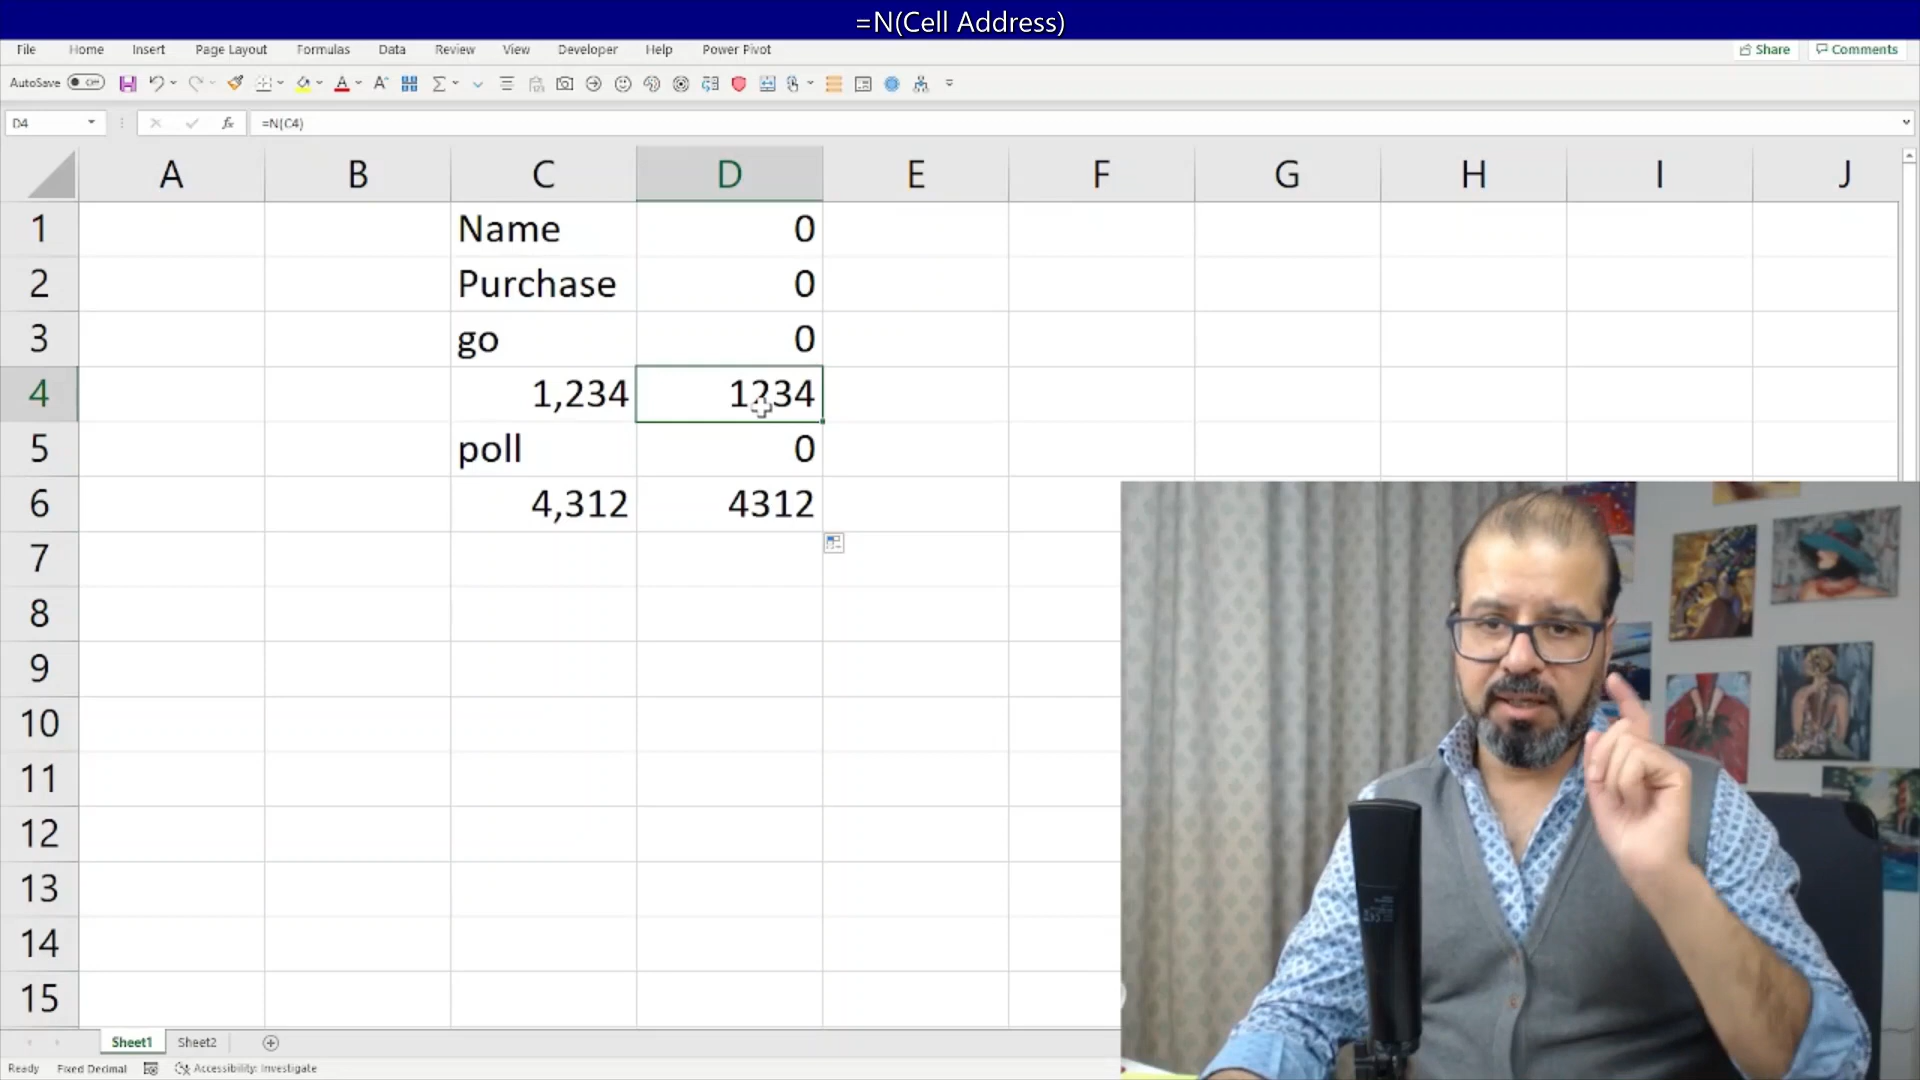 =N(Cell Address)
File Home Insert Page Layout Formulas Data Review View Developer Help Power Pivot Share Comments
AutoSave Off
D4 fx =N(C4)
A B C D E F G H I J
1 Name 0
2 Purchase 0
3 go 0
4 1,234 1234
5 poll 0
6 4,312 4312
7
8
9
10
11
12
13
14
15
Sheet1 Sheet2
Ready Fixed Decimal Accessibility: Investigate